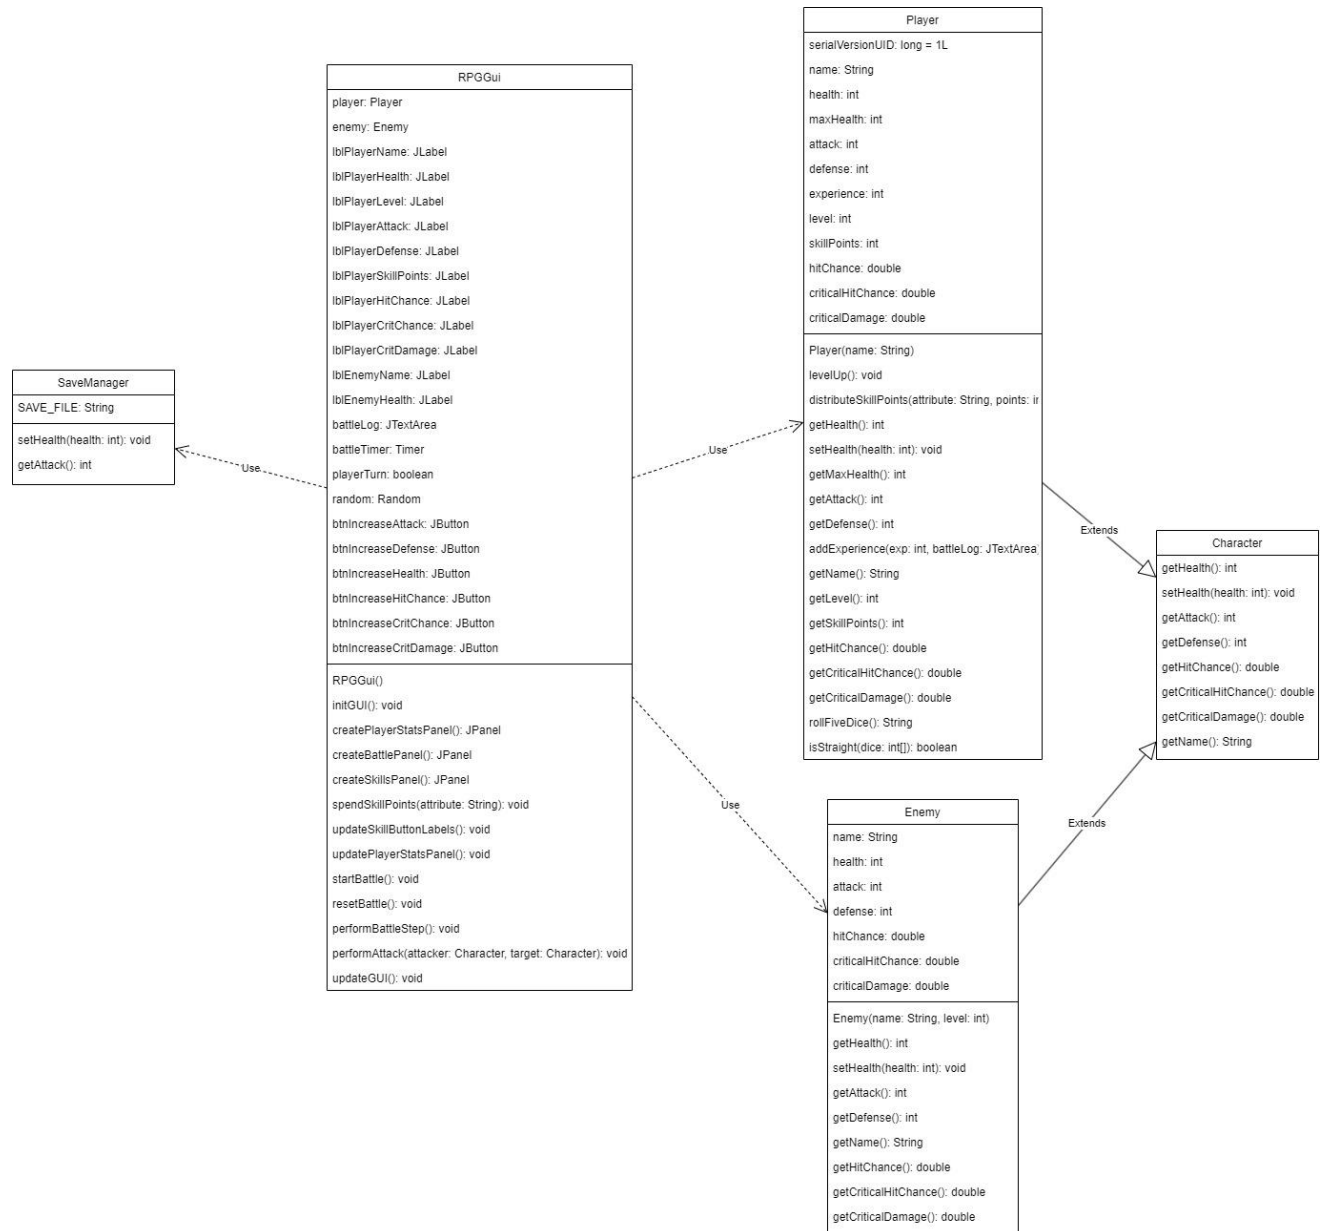 SaveManager
SAVE_FILE: String
setHealth(health: int): void
getAttack(): int
Use
RPGGui
player: Player
enemy: Enemy
lblPlayerName: JLabel
lblPlayerHealth: JLabel
lblPlayerLevel: JLabel
lblPlayerAttack: JLabel
lblPlayerDefense: JLabel
lblPlayerSkillPoints: JLabel
lblPlayerHitChance: JLabel
lblPlayerCritChance: JLabel
lblPlayerCritDamage: JLabel
lblEnemyName: JLabel
lblEnemyHealth: JLabel
battleLog: JTextArea
battleTimer: Timer
playerTurn: boolean
random: Random
btnIncreaseAttack: JButton
btnIncreaseDefense: JButton
btnIncreaseHealth: JButton
btnIncreaseHitChance: JButton
btnIncreaseCritChance: JButton
btnIncreaseCritDamage: JButton
RPGGui()
initGUI(): void
createPlayerStatsPanel(): JPanel
createBattlePanel(): JPanel
createSkillsPanel(): JPanel
spendSkillPoints(attribute: String): void
updateSkillButtonLabels(): void
updatePlayerStatsPanel(): void
startBattle(): void
resetBattle(): void
performBattleStep(): void
performAttack(attacker: Character, target: Character): void
updateGUI(): void
Use
Use
Player
serialVersionUID: long = 1L
name: String
health: int
maxHealth: int
attack: int
defense: int
experience: int
level: int
skillPoints: int
hitChance: double
criticalHitChance: double
criticalDamage: double
Player(name: String)
levelUp(): void
distributeSkillPoints(attribute: String, points: in
getHealth(): int
setHealth(health: int): void
getMaxHealth(): int
getAttack(): int
getDefense(): int
addExperience(exp: int, battleLog: JTextArea)
getName(): String
getLevel(): int
getSkillPoints(): int
getHitChance(): double
getCriticalHitChance(): double
getCriticalDamage(): double
rollFiveDice(): String
isStraight(dice: int[]): boolean
Enemy
name: String
health: int
attack: int
defense: int
hitChance: double
criticalHitChance: double
criticalDamage: double
Enemy(name: String, level: int)
getHealth(): int
setHealth(health: int): void
getAttack(): int
getDefense(): int
getName(): String
getHitChance(): double
getCriticalHitChance(): double
getCriticalDamage(): double
Extends
Extends
Character
getHealth(): int
setHealth(health: int): void
getAttack(): int
getDefense(): int
getHitChance(): double
getCriticalHitChance(): double
getCriticalDamage(): double
getName(): String